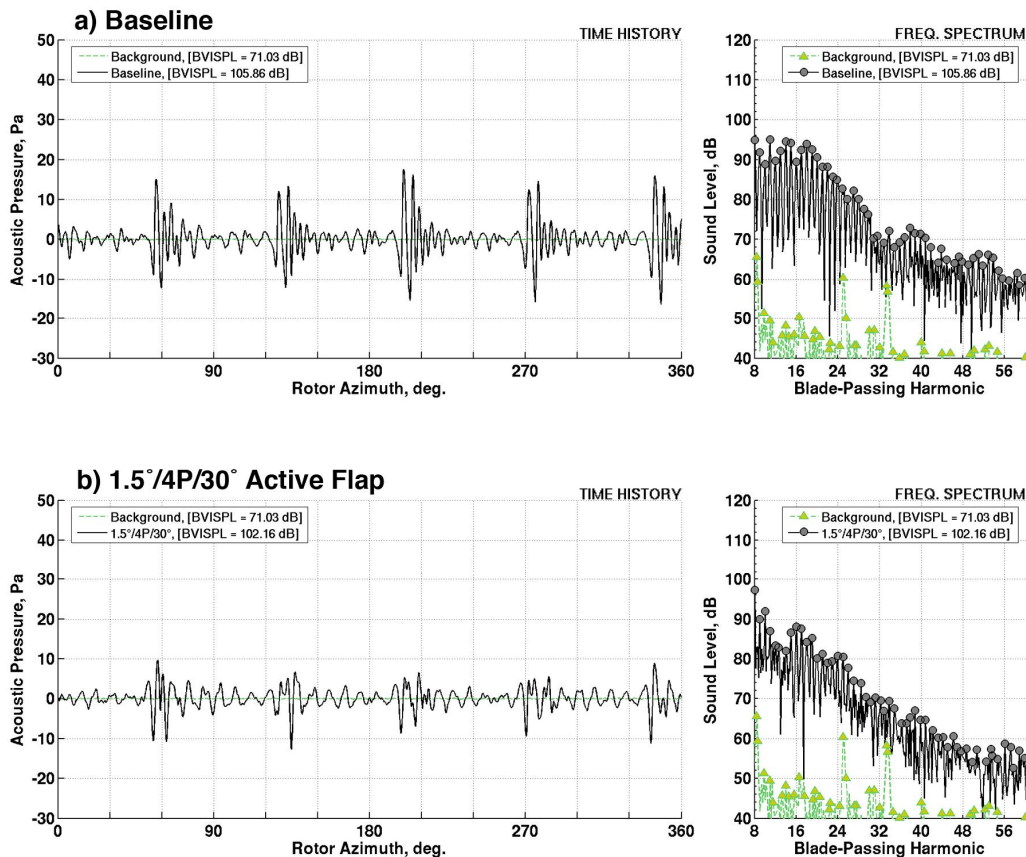 a) Baseline
TIME HISTORY
Background, [BVISPL = 71.03 dB]
Baseline, [BVISPL = 105.86 dB]
Acoustic Pressure, Pa
50
40
30
20
10
0
-10
-20
-30
0 90 180 270 360
Rotor Azimuth, deg.
FREQ. SPECTRUM
Background, [BVISPL = 71.03 dB]
Baseline, [BVISPL = 105.86 dB]
Sound Level, dB
120
110
100
90
80
70
60
50
40
8 16 24 32 40 48 56
Blade-Passing Harmonic
b) 1.5°/4P/30° Active Flap
TIME HISTORY
Background, [BVISPL = 71.03 dB]
1.5°/4P/30°, [BVISPL = 102.16 dB]
Acoustic Pressure, Pa
50
40
30
20
10
0
-10
-20
-30
0 90 180 270 360
Rotor Azimuth, deg.
FREQ. SPECTRUM
Background, [BVISPL = 71.03 dB]
1.5°/4P/30°, [BVISPL = 102.16 dB]
Sound Level, dB
120
110
100
90
80
70
60
50
40
8 16 24 32 40 48 56
Blade-Passing Harmonic